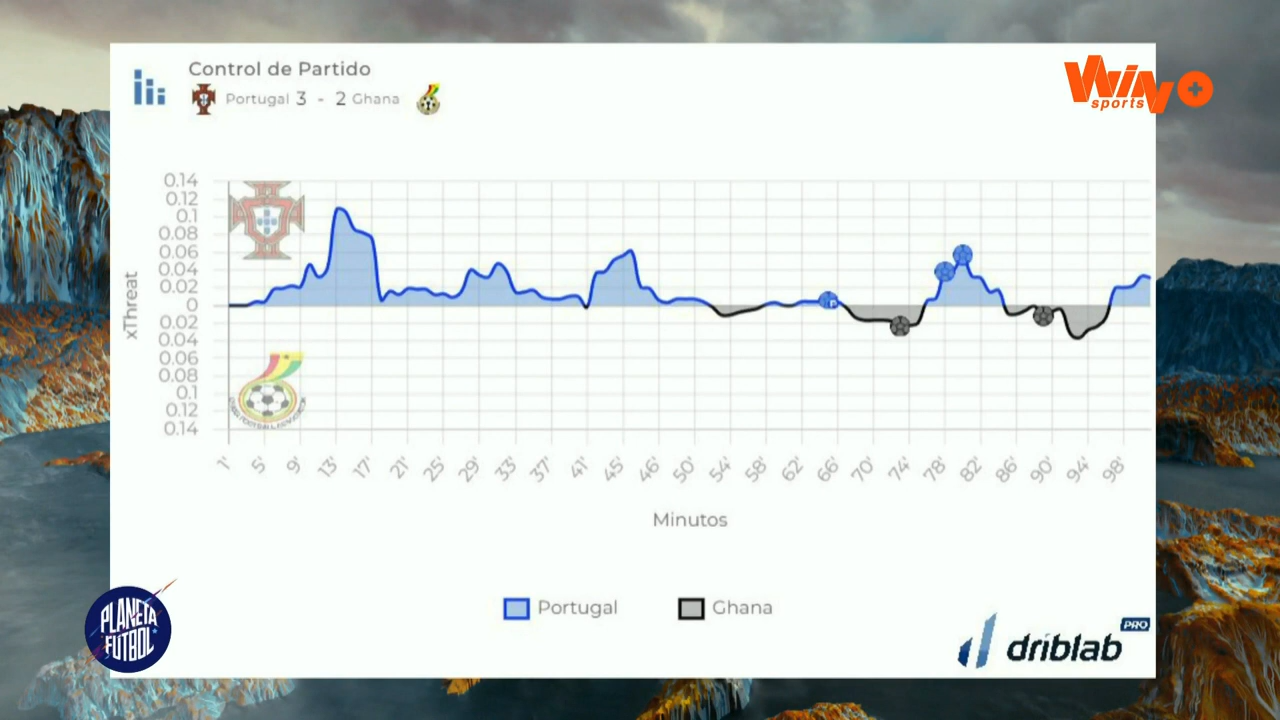 Control de Partido
Portugal 3 - 2 Ghana
WIN+
sports
xThreat
0.14
0.12
0.1
0.08
0.06
0.04
0.02
0
0.02
0.04
0.06
0.08
0.1
0.12
0.14
1' 5' 9' 13' 17' 21' 25' 29' 33' 37' 41' 45' 46' 50' 54' 58' 62' 66' 70' 74' 78' 82' 86' 90' 94' 98'
Minutos
Portugal Ghana
PLANETA
FÚTBOL
driblab PRO